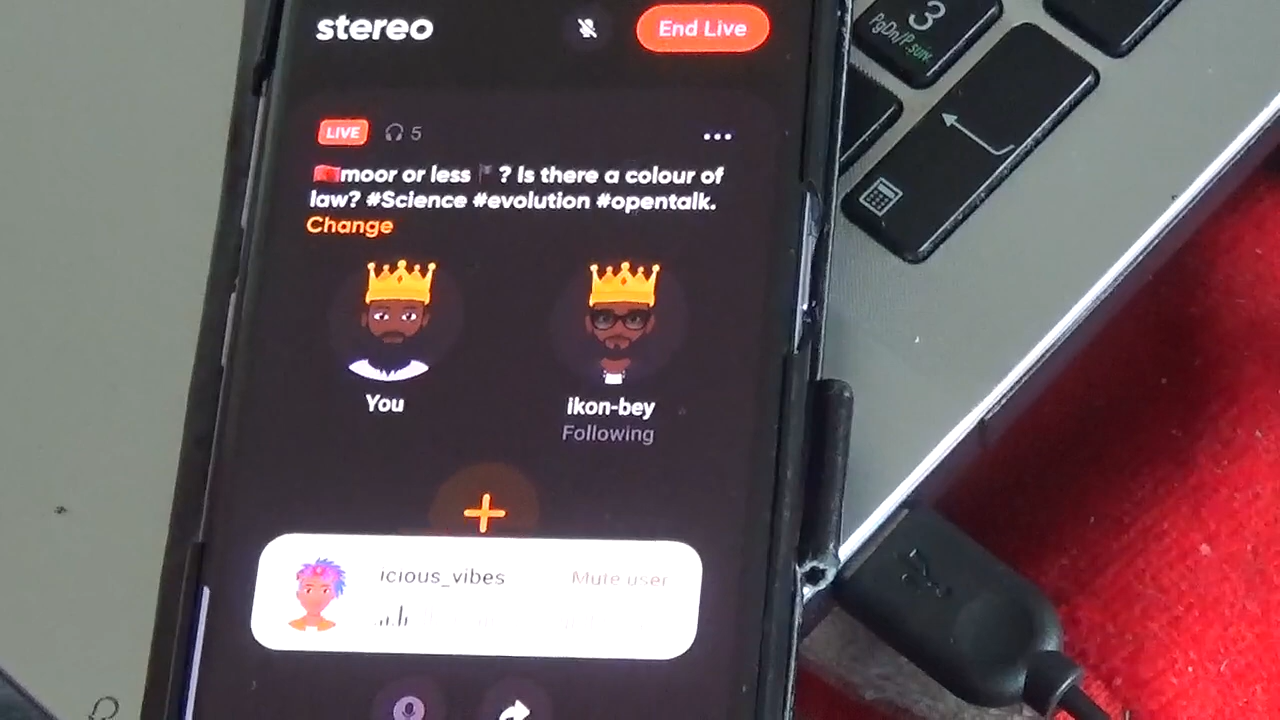 stereo
End Live
LIVE 5
moor or less ? Is there a colour of
law? #Science #evolution #opentalk.
Change
You
ikon-bey
Following
icious_vibes
Mute user
3
PgDn/P.suiv.